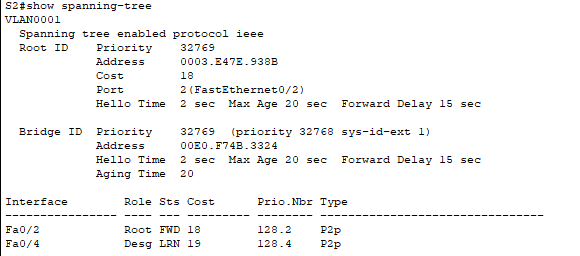 S2#show spanning-tree
VLAN0001
  Spanning tree enabled protocol ieee
  Root ID    Priority    32769
             Address     0003.E47E.938B
             Cost        18
             Port        2(FastEthernet0/2)
             Hello Time  2 sec  Max Age 20 sec  Forward Delay 15 sec

  Bridge ID  Priority    32769  (priority 32768 sys-id-ext 1)
             Address     00E0.F74B.3324
             Hello Time  2 sec  Max Age 20 sec  Forward Delay 15 sec
             Aging Time  20

Interface        Role Sts Cost      Prio.Nbr Type
---------------- ---- --- --------- -------- --------------------------------
Fa0/2            Root FWD 18        128.2    P2p
Fa0/4            Desg LRN 19        128.4    P2p